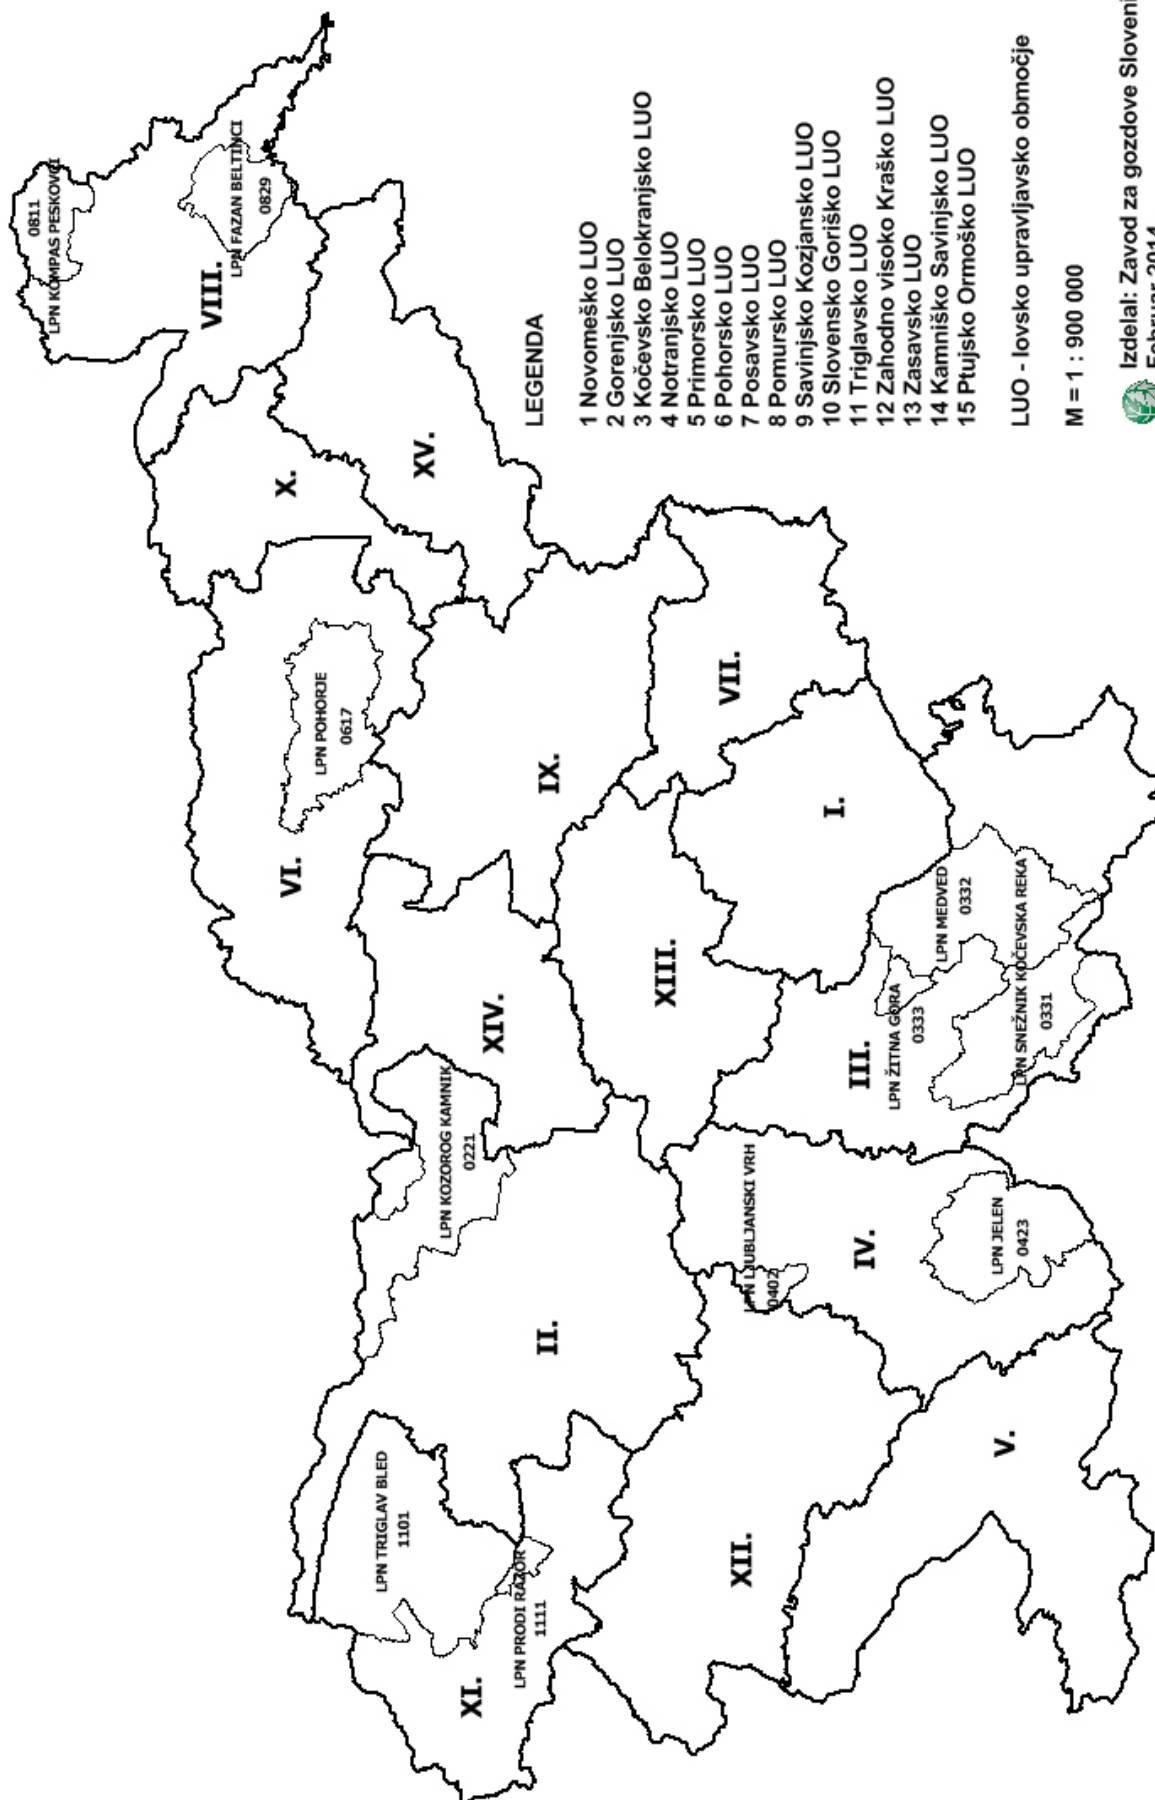 0811
LPN KOMPAS PESKOVCI
VIII.
LPN FAZAN BELTINCI
0829
X.
XV.
LPN POHORJE
0617
VI.
IX.
VII.
I.
XIV.
XIII.
LPN KOZOROG KAMNIK
0221
LPN MEDVED
0332
LPN SNEŽNIK KOČEVSKA REKA
0331
III.
LPN ŽITNA GORA
0333
II.
LPN LJUBLJANSKI VRH
0402
IV.
LPN JELEN
0423
LPN TRIGLAV BLED
1101
XI.
LPN PRODI RAZOR
1111
XII.
V.
LEGENDA
1 Novomeško LUO
2 Gorenjsko LUO
3 Kočevsko Belokranjsko LUO
4 Notranjsko LUO
5 Primorsko LUO
6 Pohorsko LUO
7 Posavsko LUO
8 Pomursko LUO
9 Savinjsko Kozjansko LUO
10 Slovensko Goriško LUO
11 Triglavsko LUO
12 Zahodno visoko Kraško LUO
13 Zasavsko LUO
14 Kamniško Savinjsko LUO
15 Ptujsko Ormoško LUO
LUO - lovsko upravljavsko območje
M = 1 : 900 000
Izdelal: Zavod za gozdove Sloveni
Februar 2014